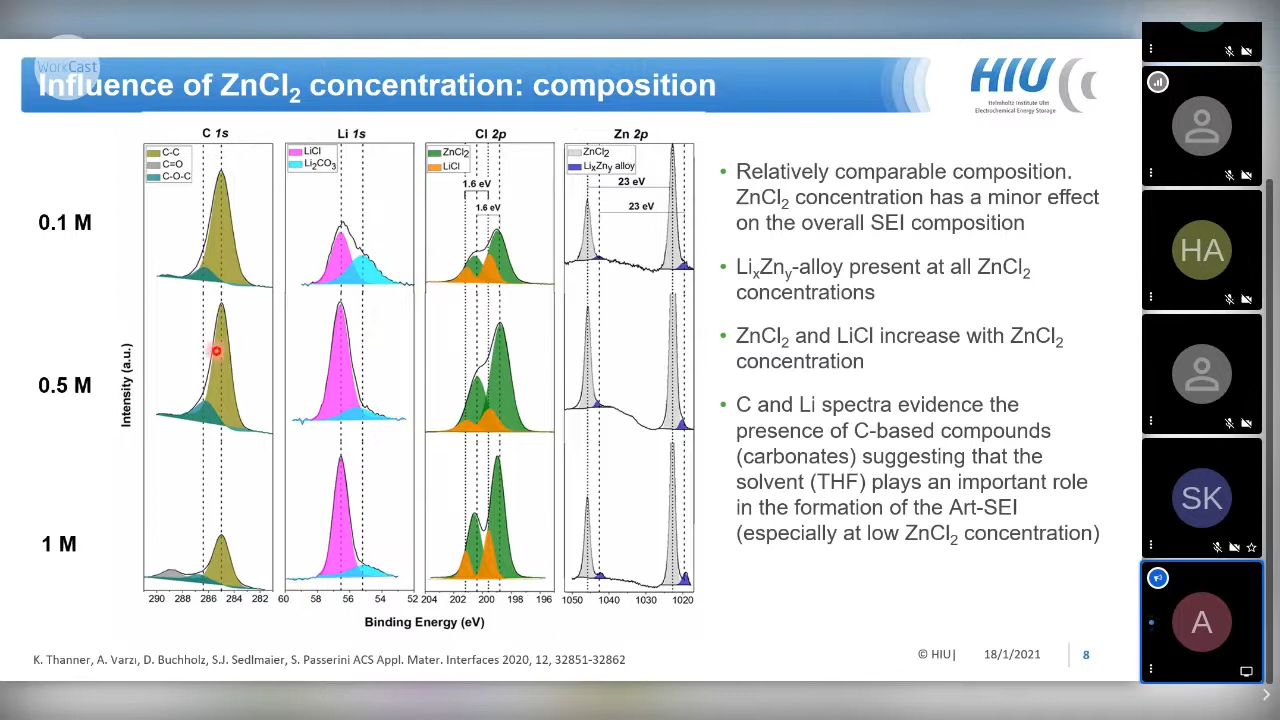 WorkCast
Influence of ZnCl2 concentration: composition
HIU
Helmholtz Institute Ulm
Electrochemical Energy Storage
C 1s
Li 1s
Cl 2p
Zn 2p
C-C
C=O
C-O-C
LiCl
Li2CO3
ZnCl2
LiCl
1.6 eV
1.6 eV
ZnCl2
LixZny alloy
23 eV
23 eV
0.1 M
0.5 M
1 M
Intensity (a.u.)
290 288 286 284 282
60 58 56 54 52
204 202 200 198 196
1050 1040 1030 1020
Binding Energy (eV)
• Relatively comparable composition.
ZnCl2 concentration has a minor effect
on the overall SEI composition
• LixZny-alloy present at all ZnCl2
concentrations
• ZnCl2 and LiCl increase with ZnCl2
concentration
• C and Li spectra evidence the
presence of C-based compounds
(carbonates) suggesting that the
solvent (THF) plays an important role
in the formation of the Art-SEI
(especially at low ZnCl2 concentration)
K. Thanner, A. Varzi, D. Buchholz, S.J. Sedlmaier, S. Passerini ACS Appl. Mater. Interfaces 2020, 12, 32851-32862
© HIU| 18/1/2021 8
HA
SK
A